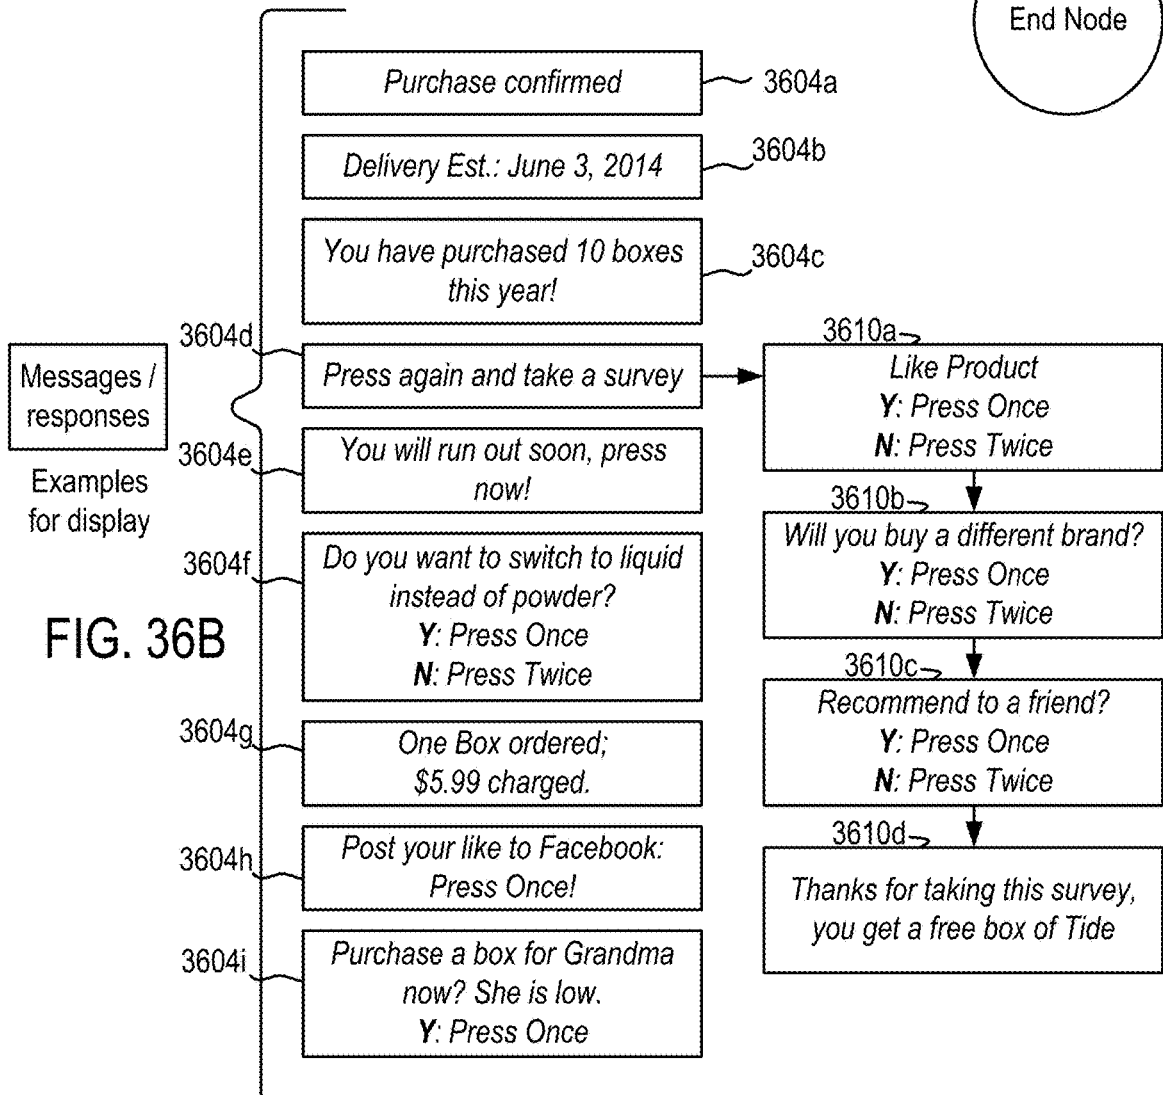 End Node
Purchase confirmed
3604a
Delivery Est.: June 3, 2014
3604b
You have purchased 10 boxes
this year!
3604c
3604d
Press again and take a survey
Messages /
responses
Examples
for display
3604e
You will run out soon, press
now!
3604f
Do you want to switch to liquid
instead of powder?
Y: Press Once
N: Press Twice
FIG. 36B
3604g
One Box ordered;
$5.99 charged.
3604h
Post your like to Facebook:
Press Once!
3604i
Purchase a box for Grandma
now? She is low.
Y: Press Once
3610a
Like Product
Y: Press Once
N: Press Twice
3610b
Will you buy a different brand?
Y: Press Once
N: Press Twice
3610c
Recommend to a friend?
Y: Press Once
N: Press Twice
3610d
Thanks for taking this survey,
you get a free box of Tide